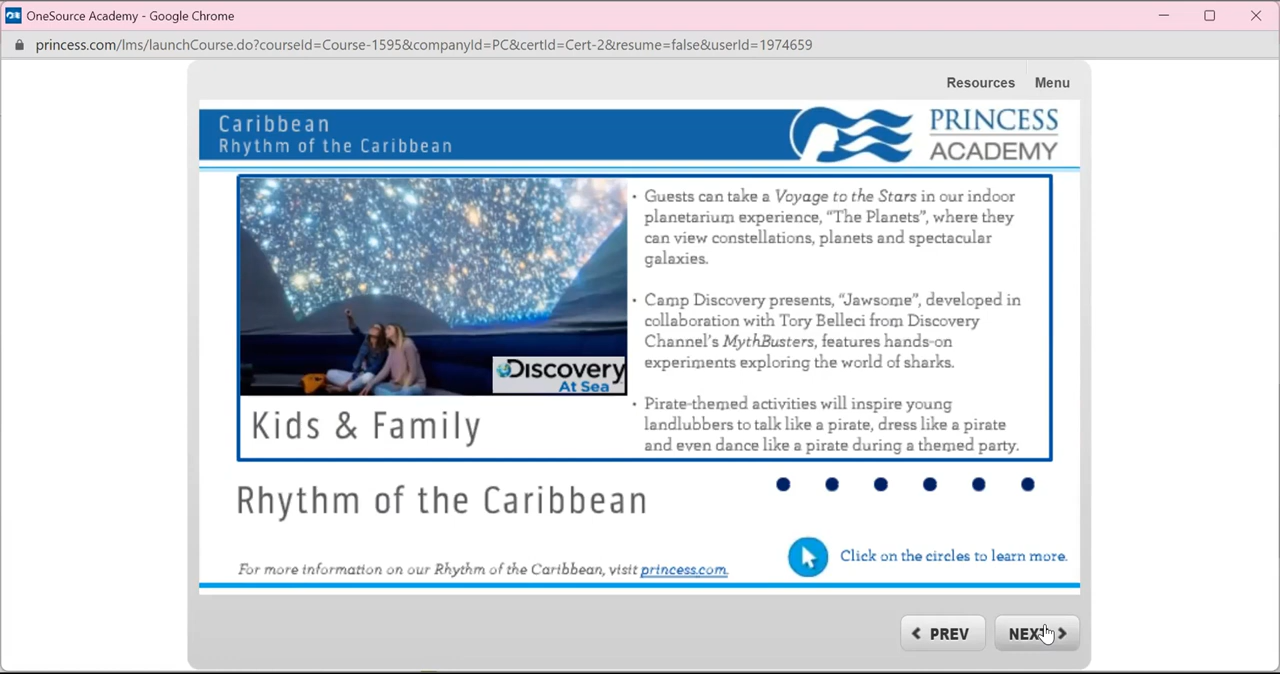 OneSource Academy - Google Chrome
princess.com/lms/launchCourse.do?courseId=Course-1595&companyId=PC&certId=Cert-2&resume=false&userId=1974659
Resources Menu
Caribbean
Rhythm of the Caribbean
PRINCESS
ACADEMY
• Guests can take a Voyage to the Stars in our indoor
planetarium experience, "The Planets", where they
can view constellations, planets and spectacular
galaxies.
• Camp Discovery presents, "Jawsome", developed in
collaboration with Tory Belleci from Discovery
Channel's MythBusters, features hands-on
experiments exploring the world of sharks.
• Pirate-themed activities will inspire young
landlubbers to talk like a pirate, dress like a pirate
and even dance like a pirate during a themed party.
Discovery
At Sea
Kids & Family
Rhythm of the Caribbean
Click on the circles to learn more.
For more information on our Rhythm of the Caribbean, visit princess.com.
PREV NEXT